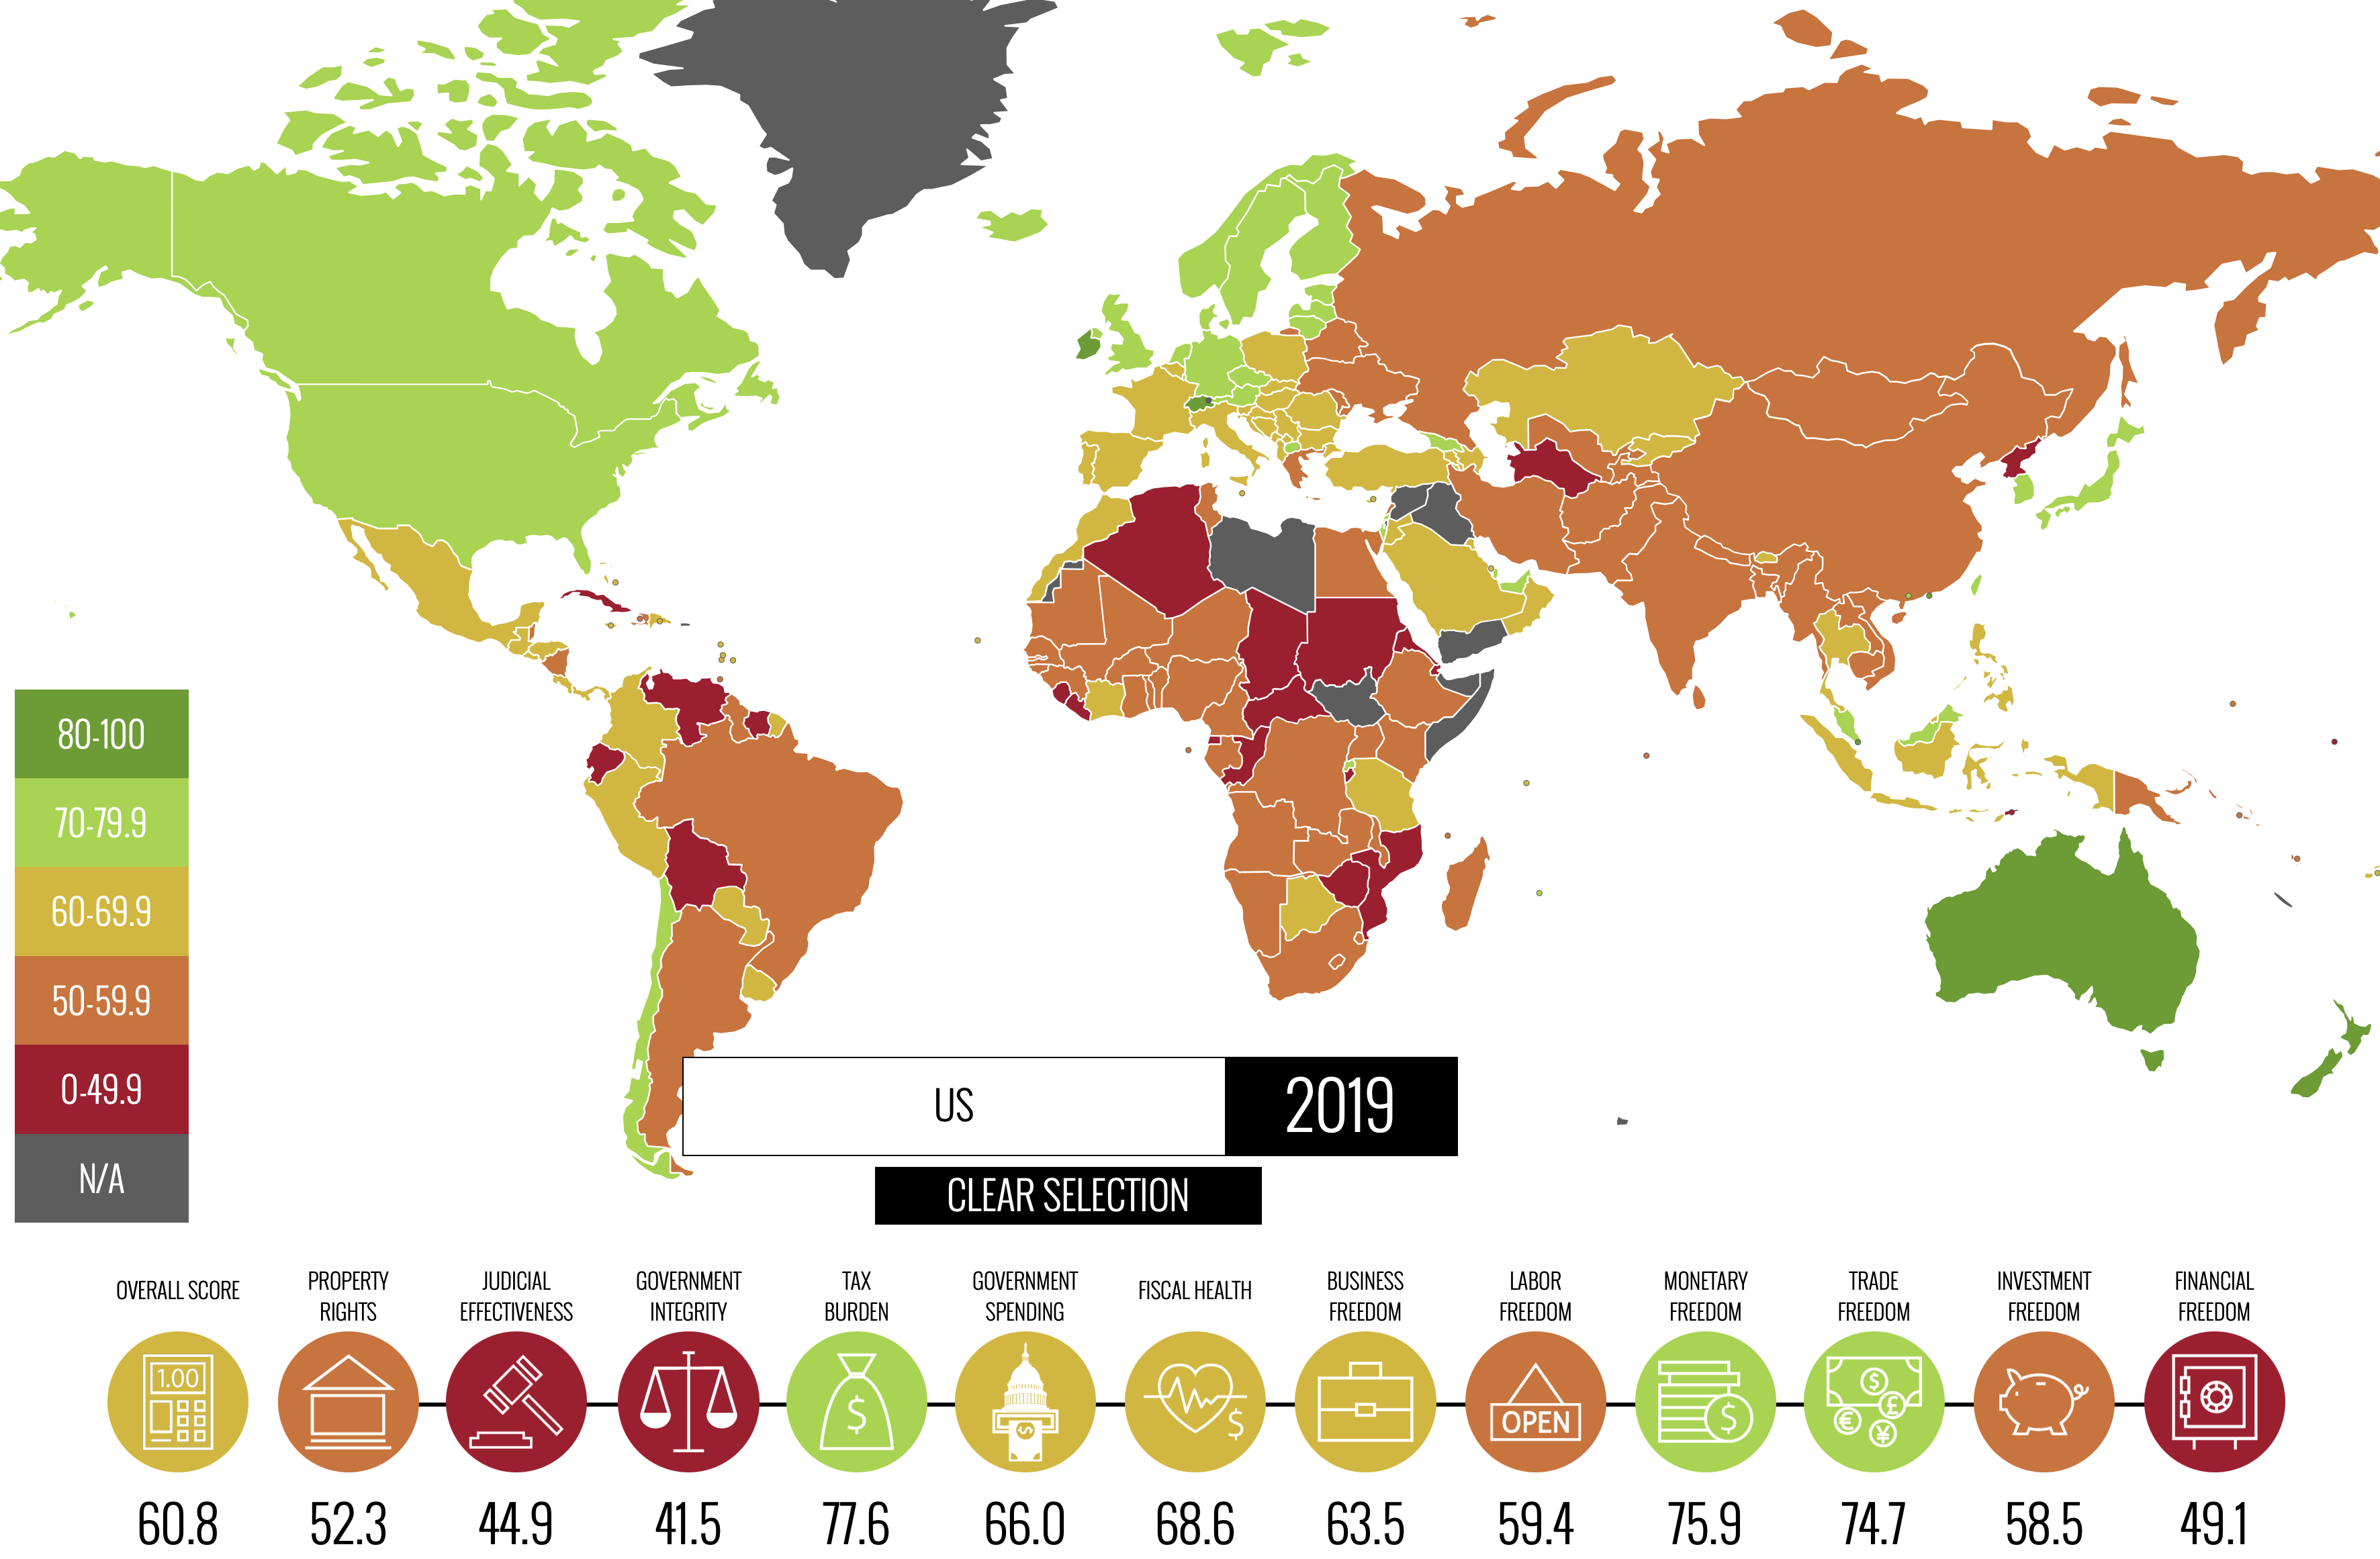 80-100
70-79.9
60-69.9
50-59.9
0-49.9
N/A
US
2019
CLEAR SELECTION
OVERALL SCORE
PROPERTY
RIGHTS
JUDICIAL
EFFECTIVENESS
GOVERNMENT
INTEGRITY
TAX
BURDEN
GOVERNMENT
SPENDING
FISCAL HEALTH
BUSINESS
FREEDOM
LABOR
FREEDOM
MONETARY
FREEDOM
TRADE
FREEDOM
INVESTMENT
FREEDOM
FINANCIAL
FREEDOM
1.00
$
$
$
OPEN
$
$
£
€
¥
60.8
52.3
44.9
41.5
77.6
66.0
68.6
63.5
59.4
75.9
74.7
58.5
49.1